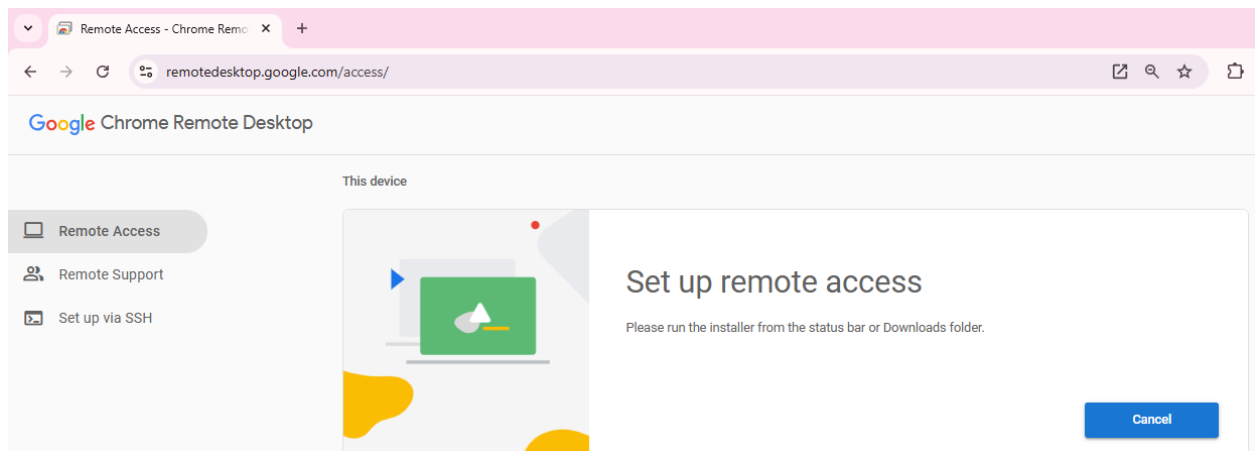 Remote Access - Chrome Remo
remotedesktop.google.com/access/
Google Chrome Remote Desktop
This device
Remote Access
Remote Support
Set up via SSH
Set up remote access
Please run the installer from the status bar or Downloads folder.
Cancel